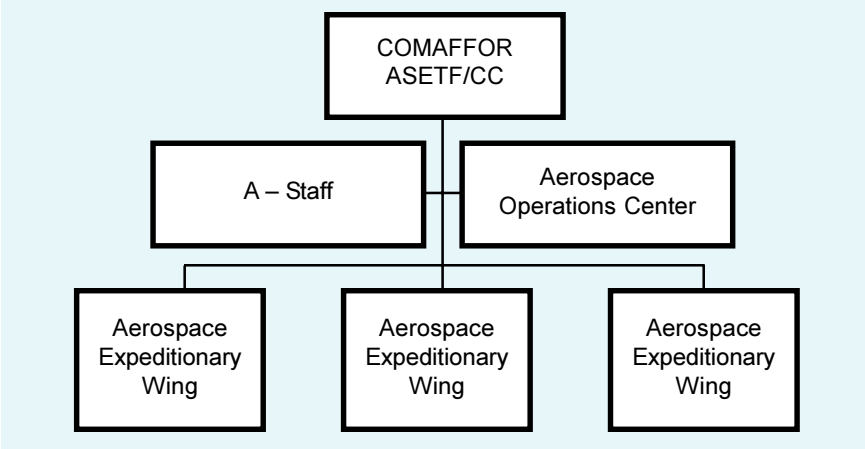 COMAFFOR
ASETF/CC
A – Staff
Aerospace
Operations Center
Aerospace
Expeditionary
Wing
Aerospace
Expeditionary
Wing
Aerospace
Expeditionary
Wing